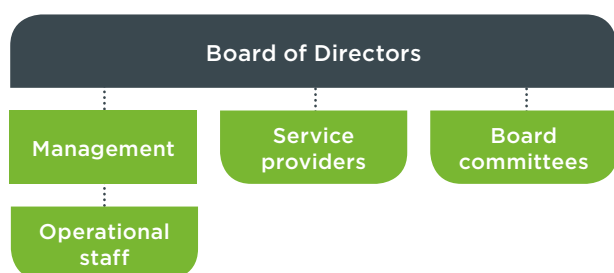 Board of Directors
Management
Service
providers
Board
committees
Operational
staff